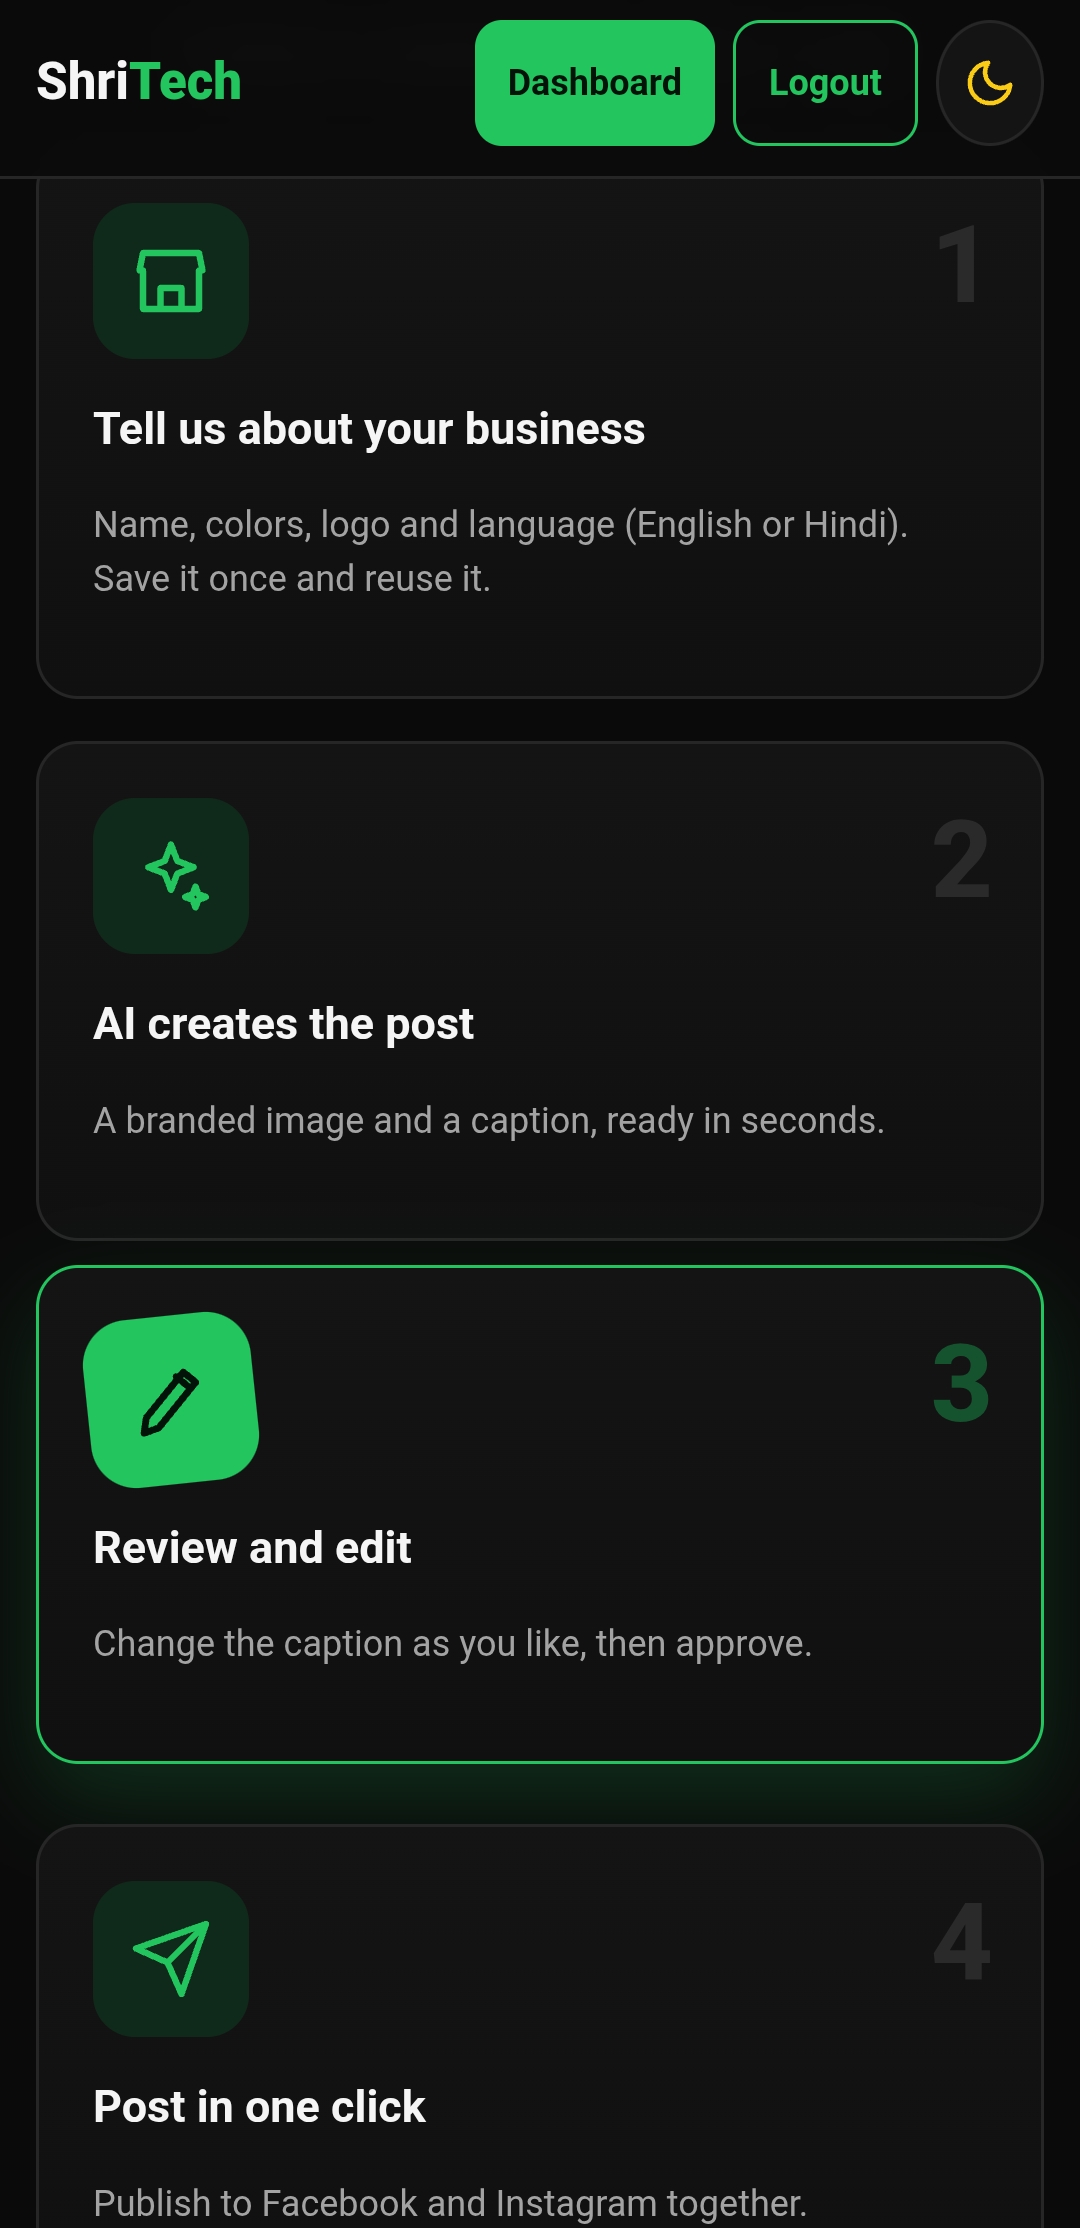 ShriTech
Dashboard
Logout
1
Tell us about your business
Name, colors, logo and language (English or Hindi).
Save it once and reuse it.
2
AI creates the post
A branded image and a caption, ready in seconds.
3
Review and edit
Change the caption as you like, then approve.
4
Post in one click
Publish to Facebook and Instagram together.